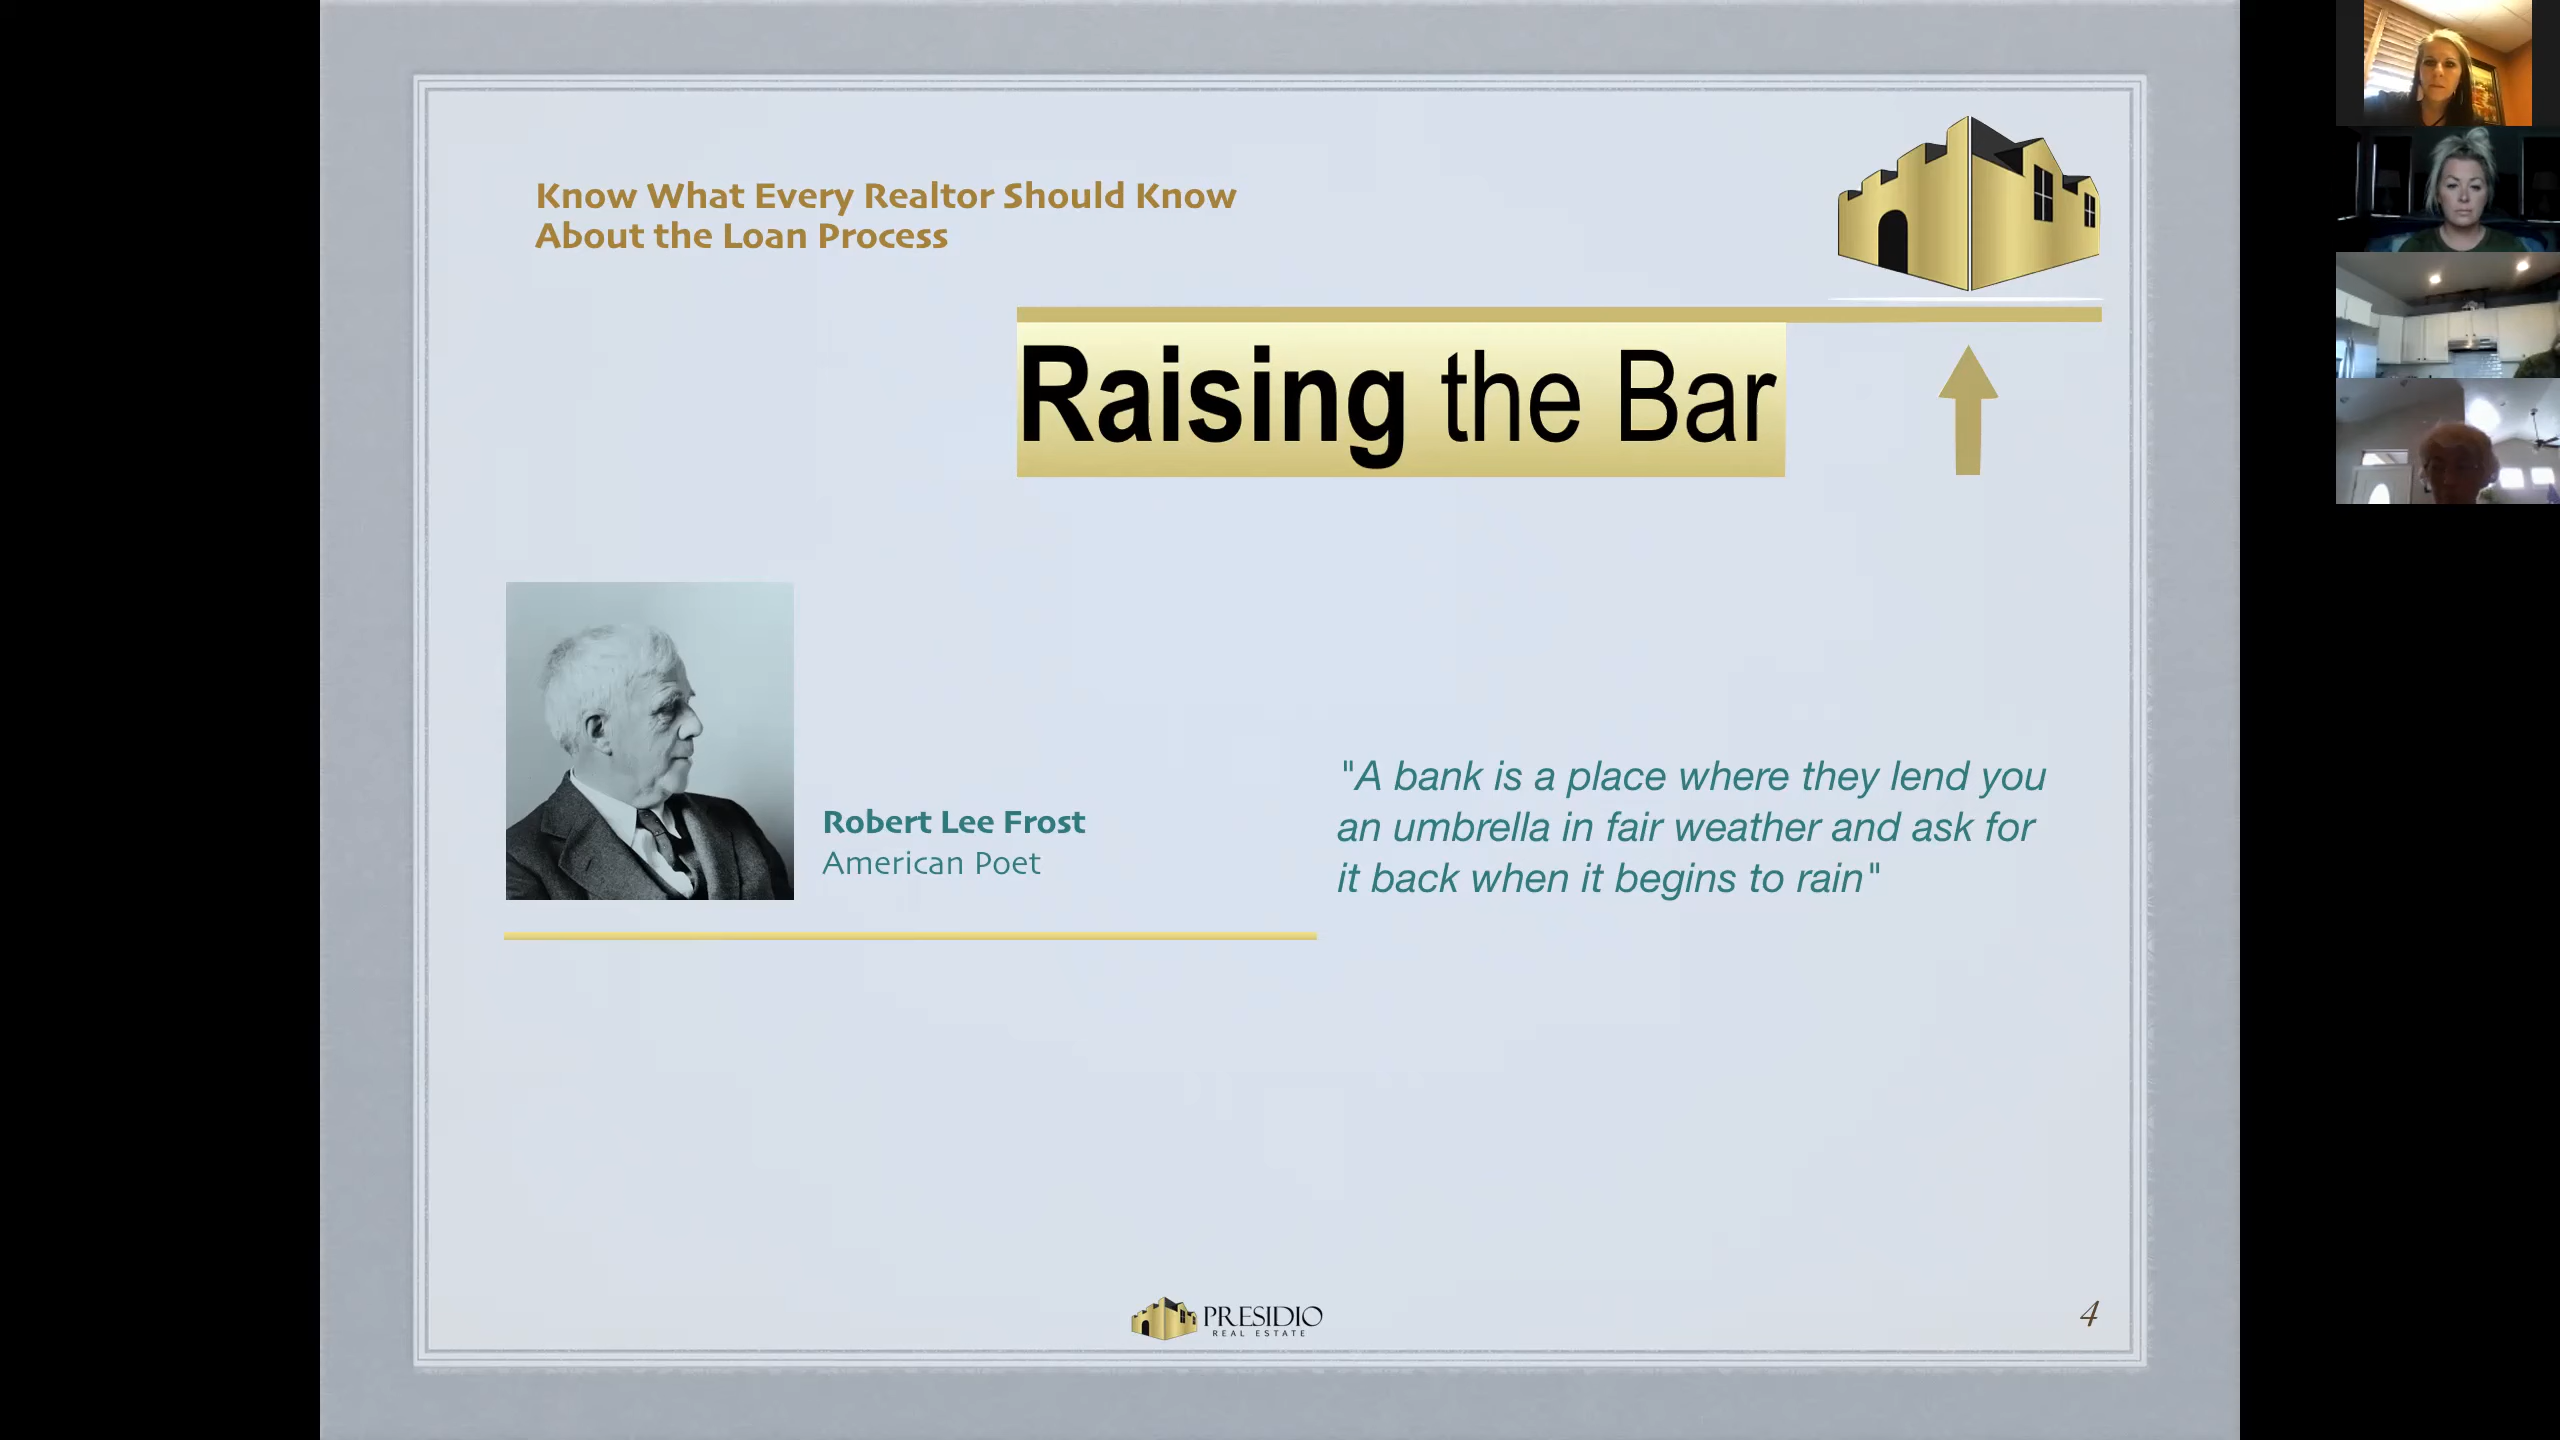 Know What Every Realtor Should Know
About the Loan Process
Raising the Bar
Robert Lee Frost
American Poet
"A bank is a place where they lend you
an umbrella in fair weather and ask for
it back when it begins to rain"
PRESIDIO
REAL ESTATE
4